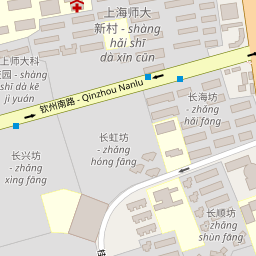 上海师大
新村 - shàng
hǎi shī
dà xīn cūn
上师大科
园 - shàng
shī dà kē
jì yuán
钦州南路 - Qinzhou Nanlu
长海坊
- zhǎng
hǎi fāng
长虹坊
- zhǎng
hóng fāng
长兴坊
- zhǎng
xìng fāng
长顺坊
- zhǎng
shùn fāng